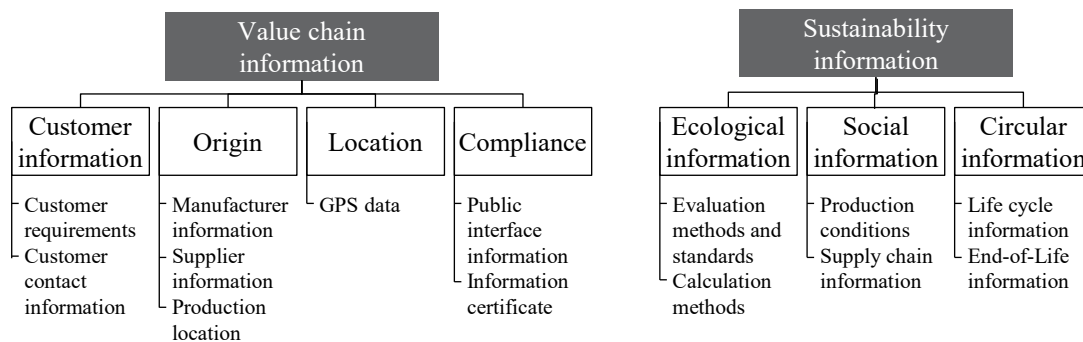 Value chain
information
Customer
information
Customer
requirements
Customer
contact
information
Origin
Manufacturer
information
Supplier
information
Production
location
Location
GPS data
Compliance
Public
interface
information
Information
certificate
Sustainability
information
Ecological
information
Evaluation
methods and
standards
Calculation
methods
Social
information
Production
conditions
Supply chain
information
Circular
information
Life cycle
information
End-of-Life
information